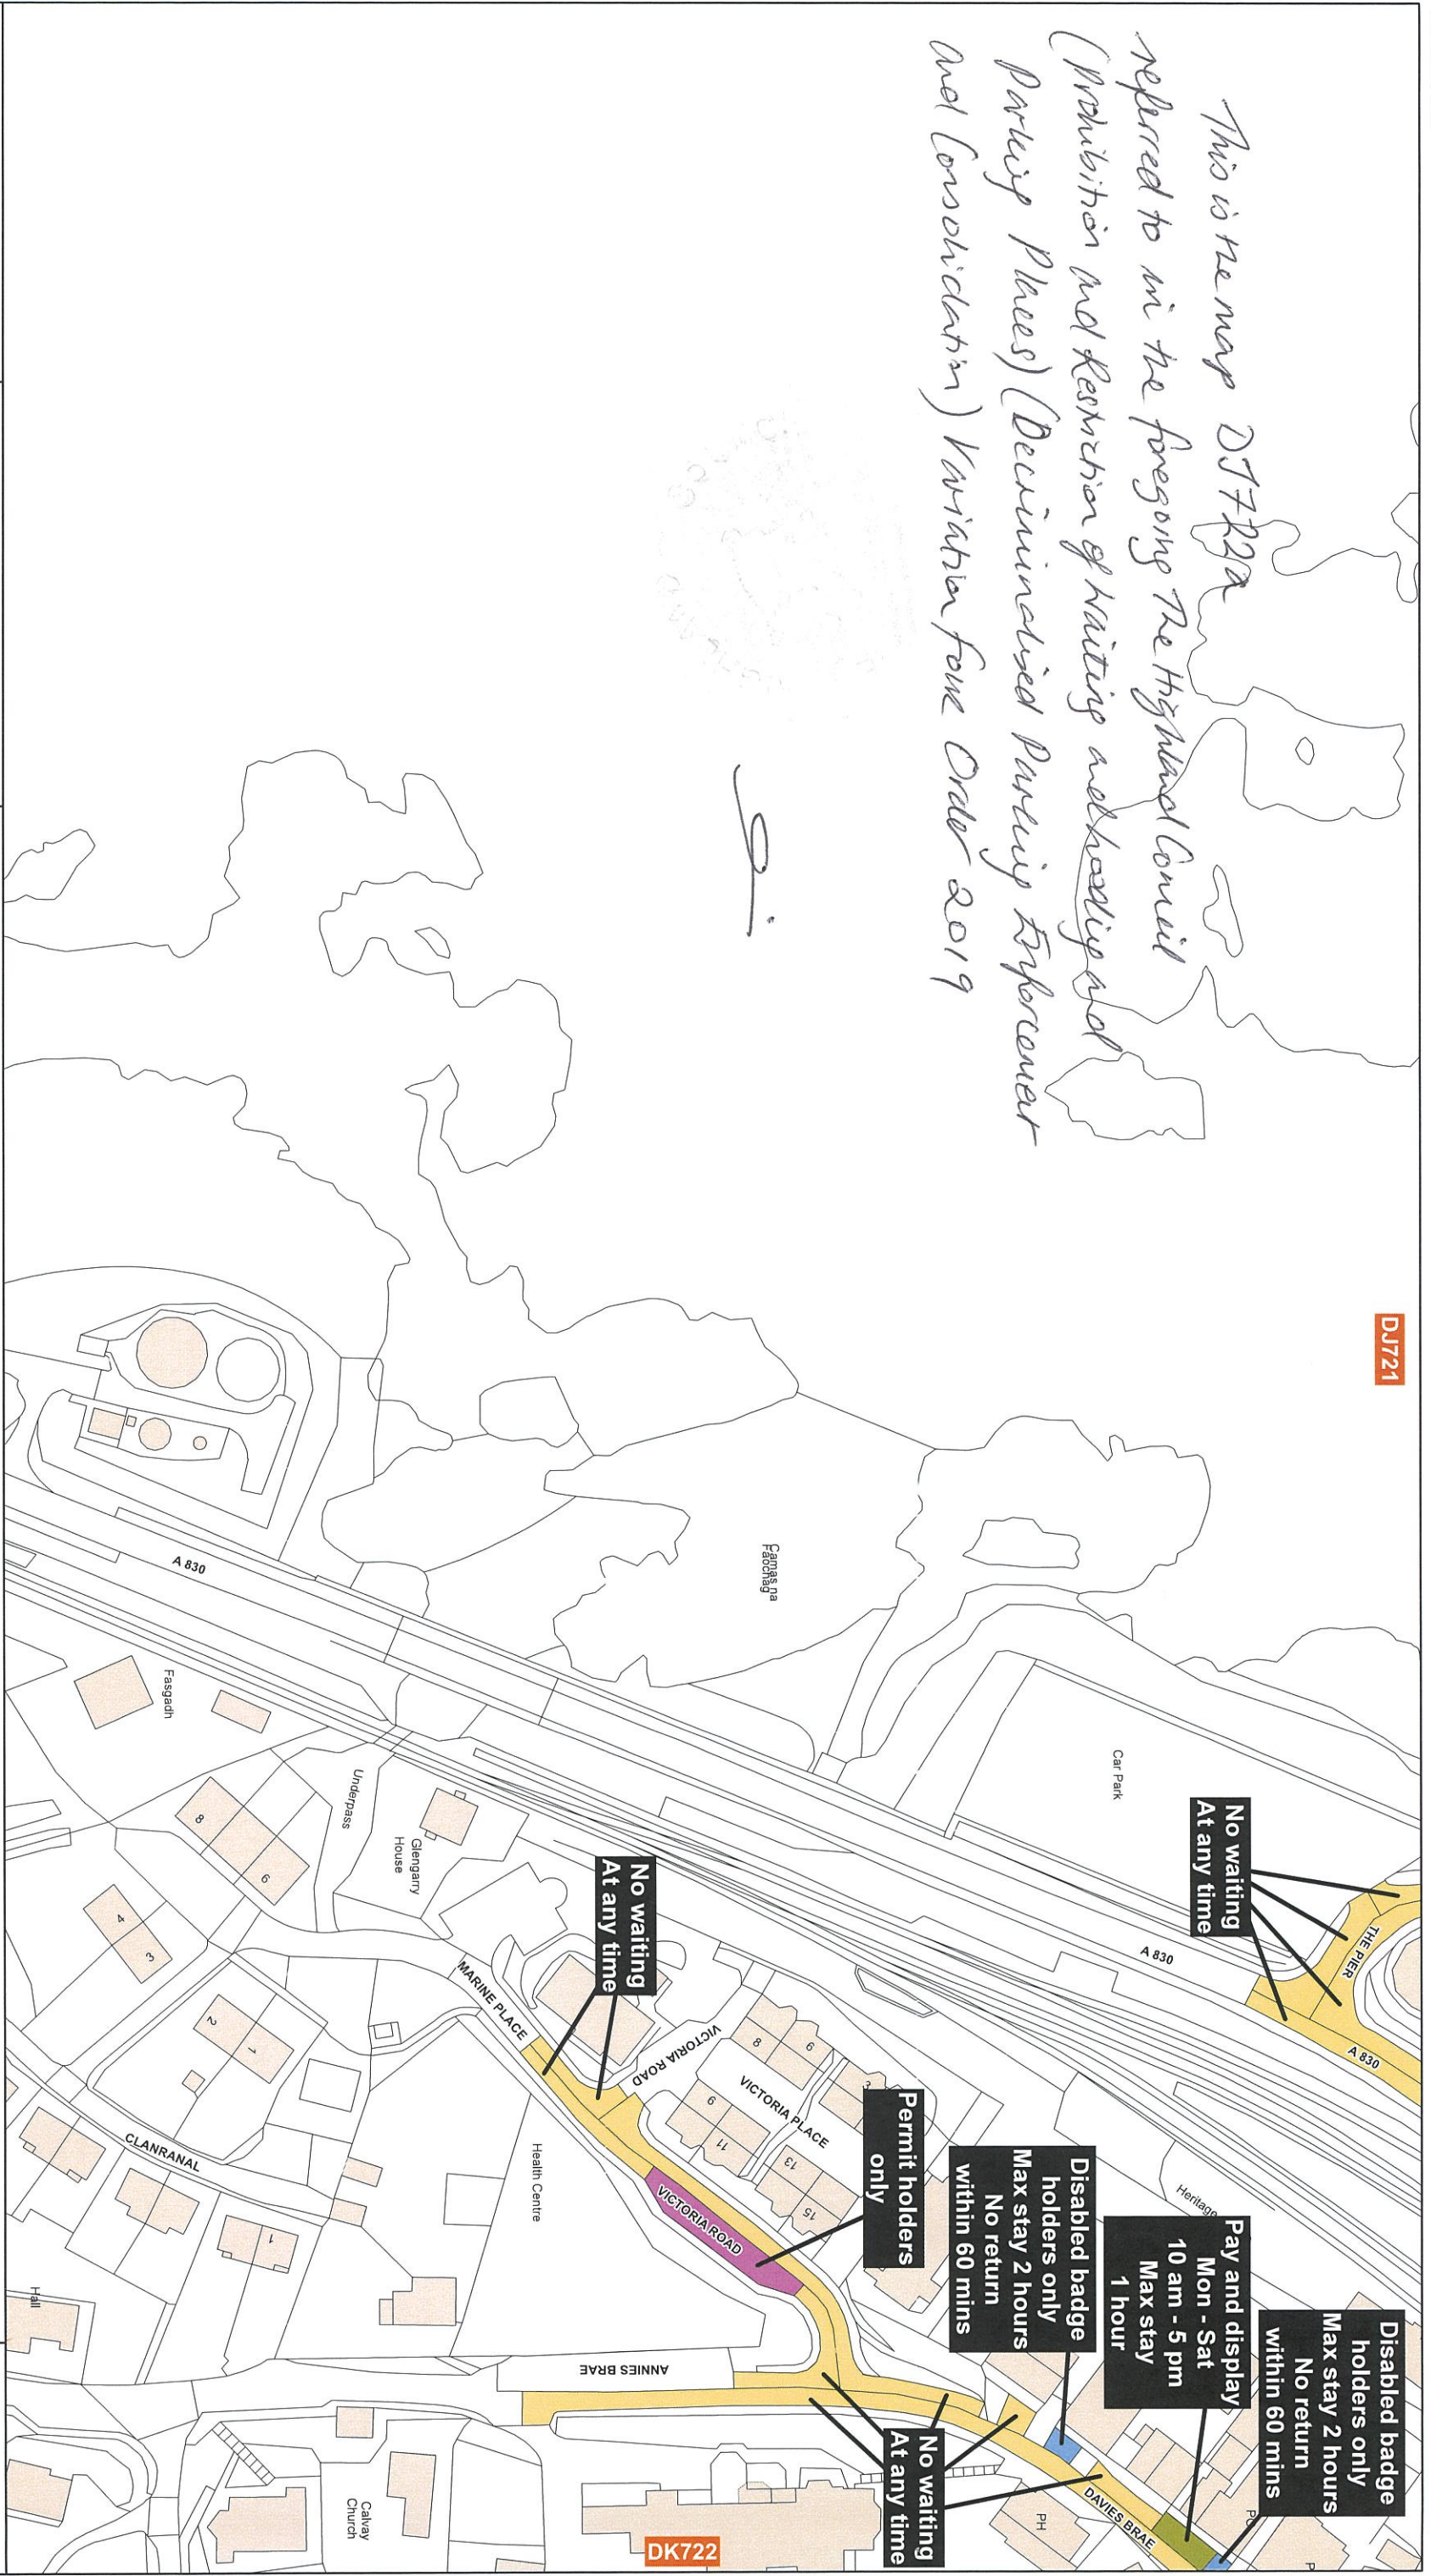 This is the map DJ722a
referred to in the foregoing The Highland Council
(Prohibition and Restriction of Waiting and Loading and
Parking Places) (Decriminalised Parking Enforcement
and Consolidation) Variation Four Order 2019
DJ721
Camas na
Faochag
Car Park
No waiting
At any time
THE PIER
A 830
A 830
A 830
Fasgadh
Underpass
Glengarry
House
8
6
4
3
2
1
No waiting
At any time
MARINE PLACE
VICTORIA ROAD
VICTORIA PLACE
8
6
3
9
11
13
15
Permit holders
only
VICTORIA ROAD
Health Centre
CLANRANAL
1
Hall
Heritage
Disabled badge
holders only
Max stay 2 hours
No return
within 60 mins
Pay and display
Mon - Sat
10 am - 5 pm
Max stay
1 hour
Disabled badge
holders only
Max stay 2 hours
No return
within 60 mins
ANNIES BRAE
No waiting
At any time
DAVIES BRAE
PH
Calvay
Church
DK722